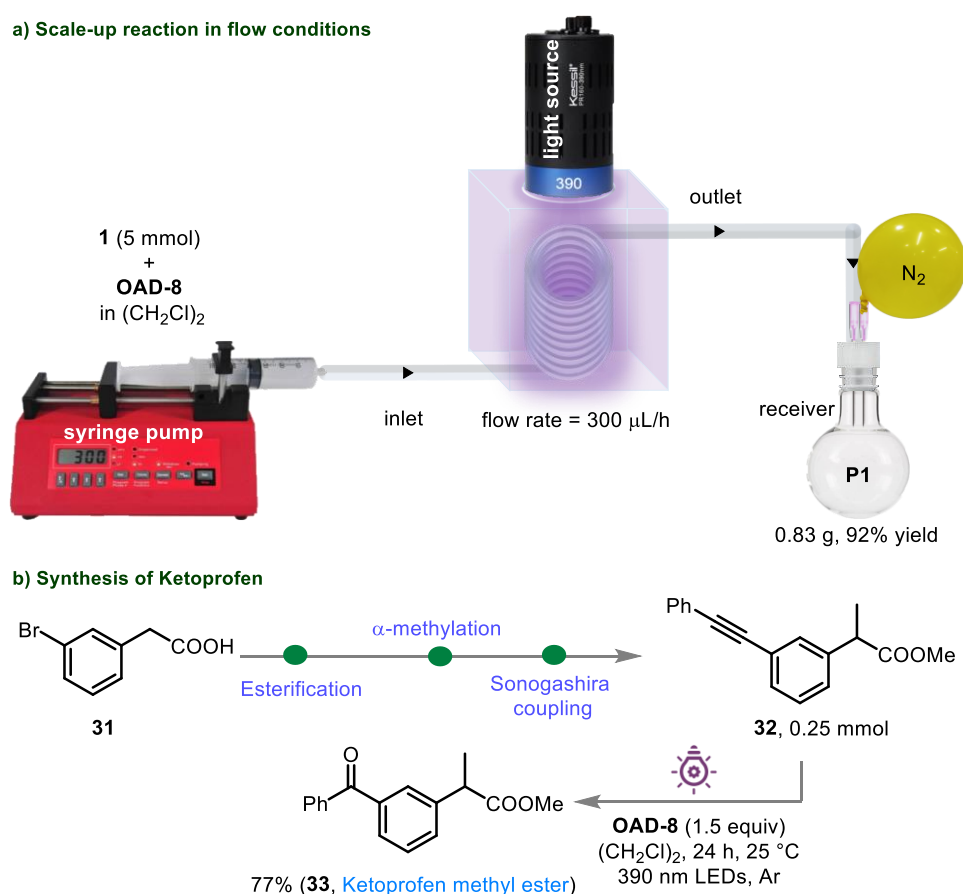 a) Scale-up reaction in flow conditions
light source
Kessil
PR160-390nm
390
outlet
1 (5 mmol)
+
OAD-8
in (CH₂Cl)₂
N₂
inlet
flow rate = 300 μL/h
receiver
syringe pump
300
P1
0.83 g, 92% yield
b) Synthesis of Ketoprofen
Br
COOH
31
Esterification
α-methylation
Sonogashira
coupling
Ph
COOMe
32, 0.25 mmol
O
Ph
COOMe
77% (33, Ketoprofen methyl ester)
OAD-8 (1.5 equiv)
(CH₂Cl)₂, 24 h, 25 °C
390 nm LEDs, Ar